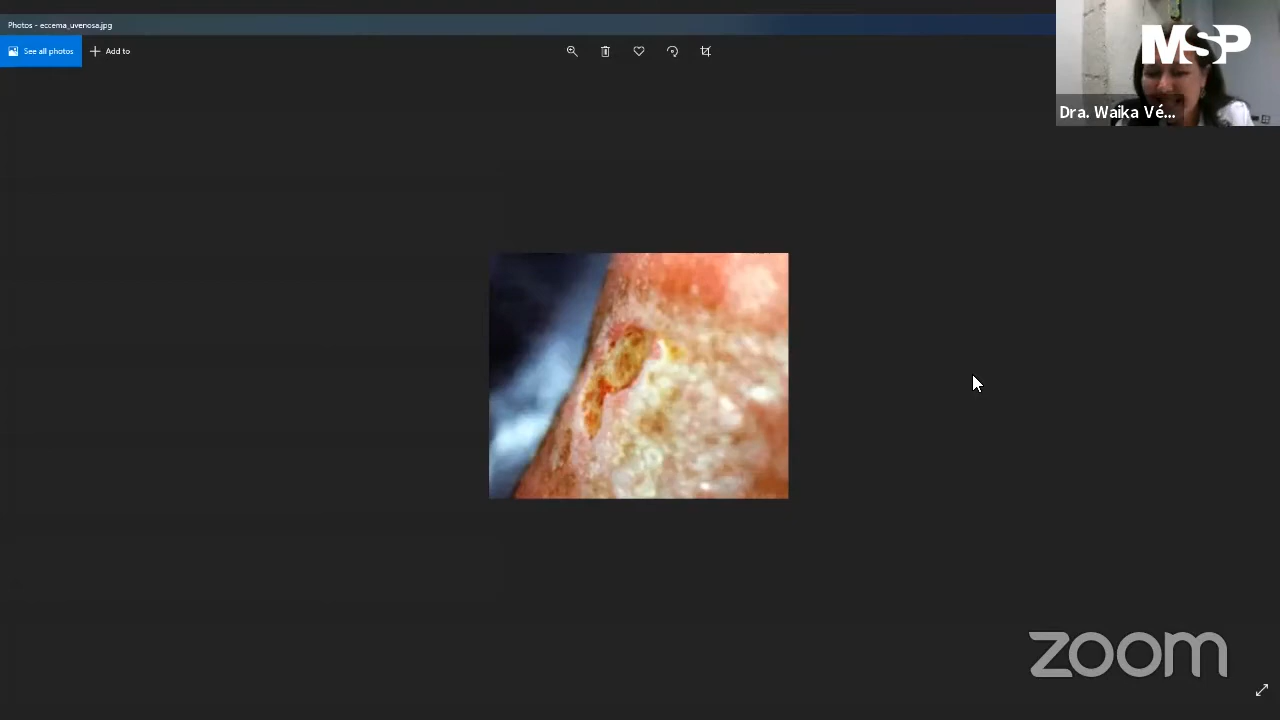 Photos - eccema_uvenosa.jpg
See all photos
Add to
MSP
Dra. Waika Vé...
zoom